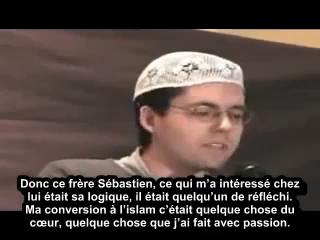 Donc ce frère Sébastien, ce qui m'a intéressé chez
lui était sa logique, il était quelqu'un de réfléchi.
Ma conversion à l'islam c'était quelque chose du
cœur, quelque chose que j'ai fait avec passion.